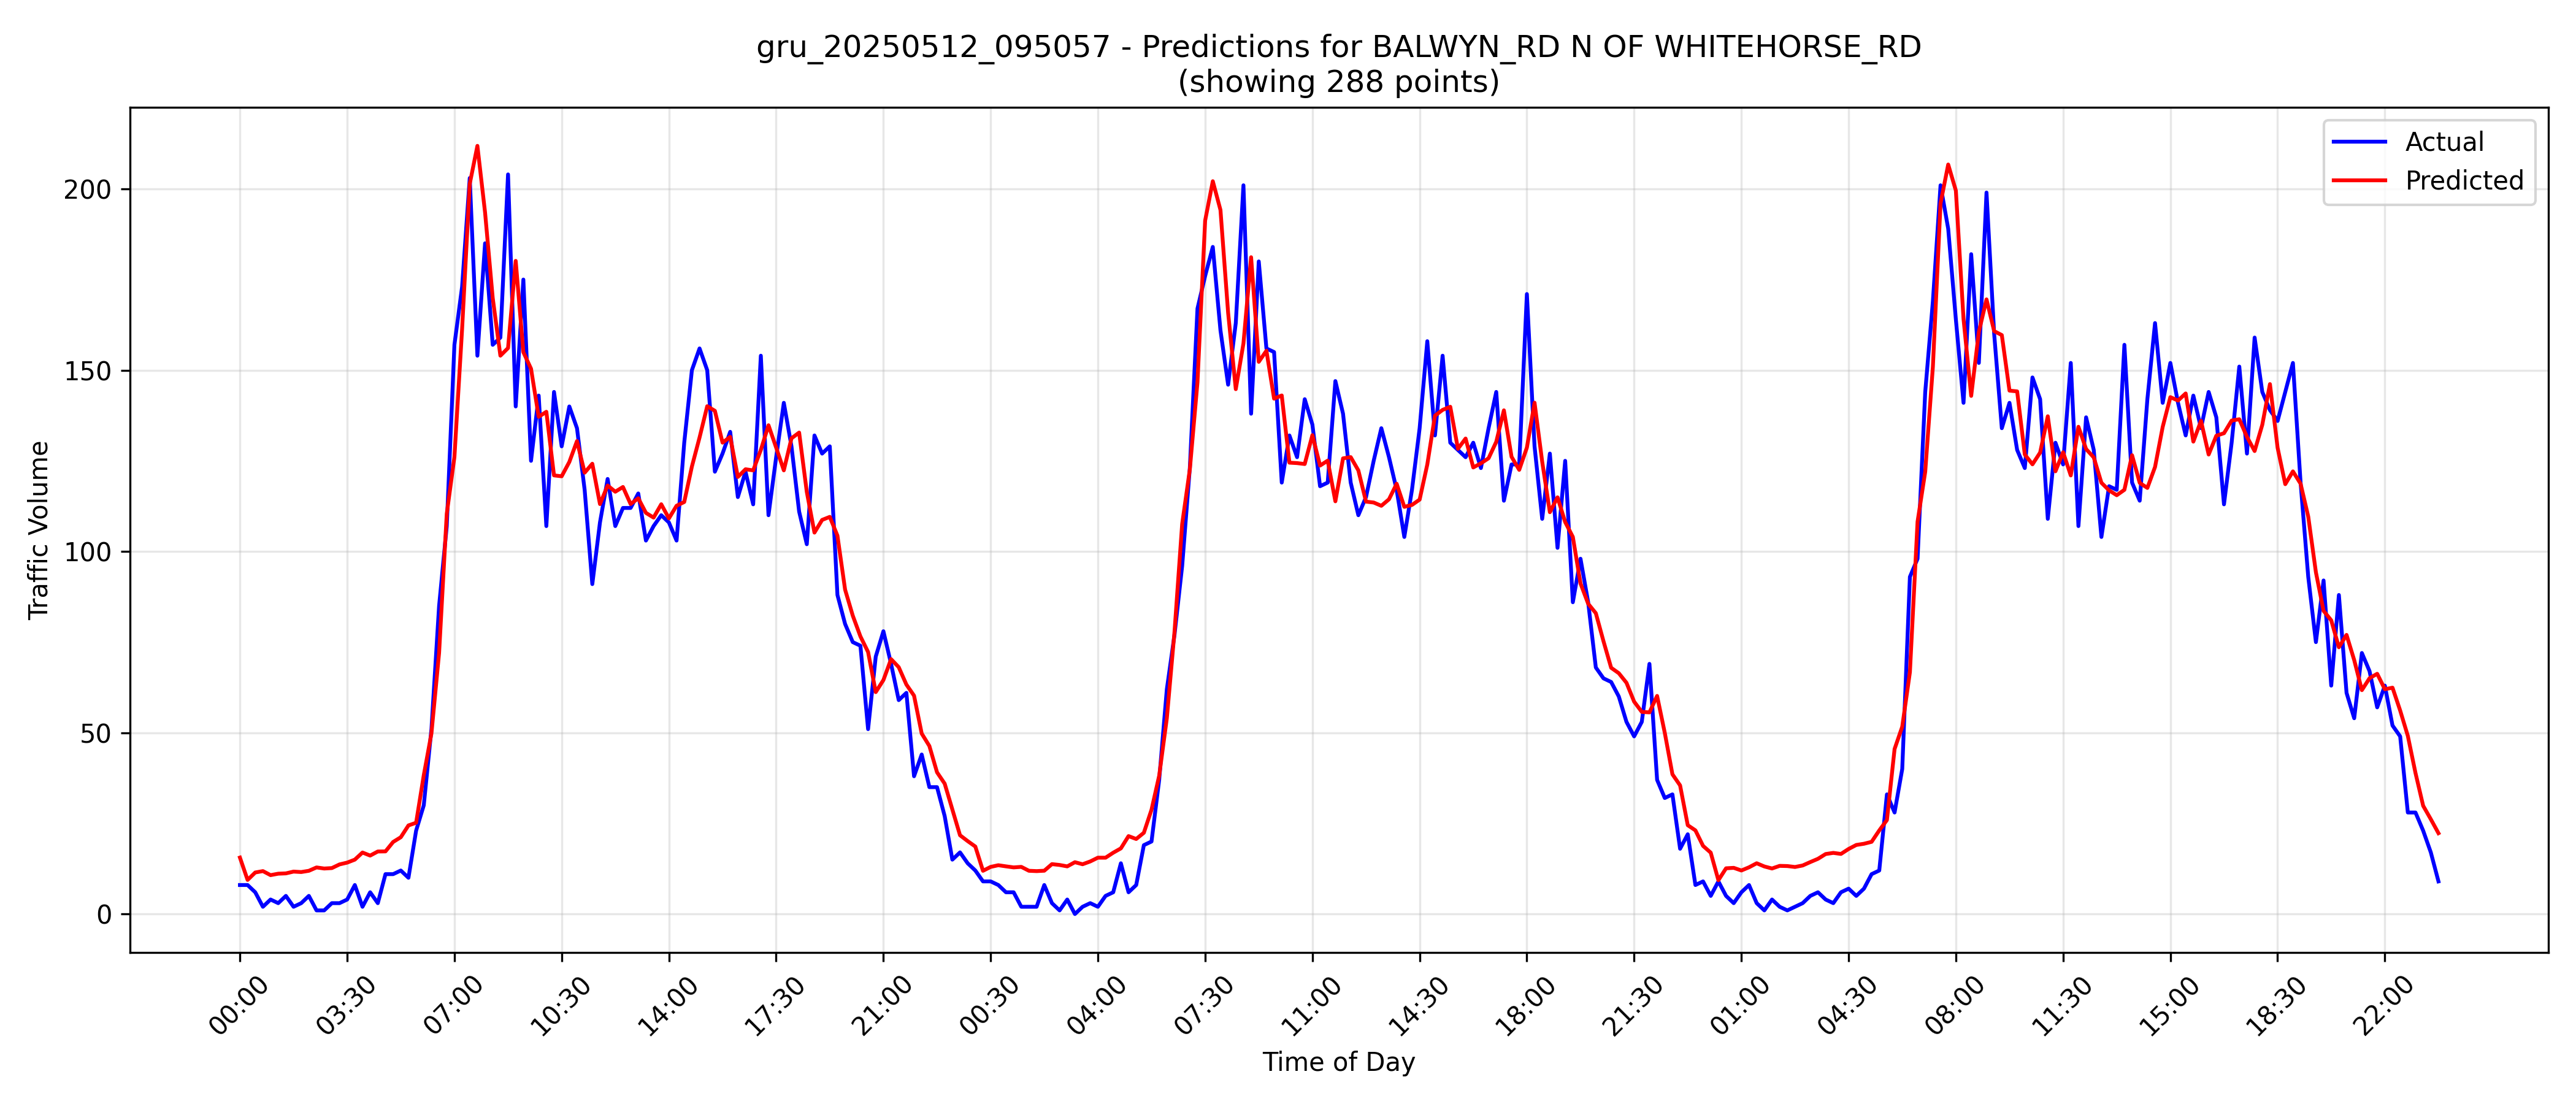 gru_20250512_095057 - Predictions for BALWYN_RD N OF WHITEHORSE_RD
(showing 288 points)
Actual
Predicted
Traffic Volume
200
150
100
50
0
00:00 03:30 07:00 10:30 14:00 17:30 21:00 00:30 04:00 07:30 11:00 14:30 18:00 21:30 01:00 04:30 08:00 11:30 15:00 18:30 22:00
Time of Day